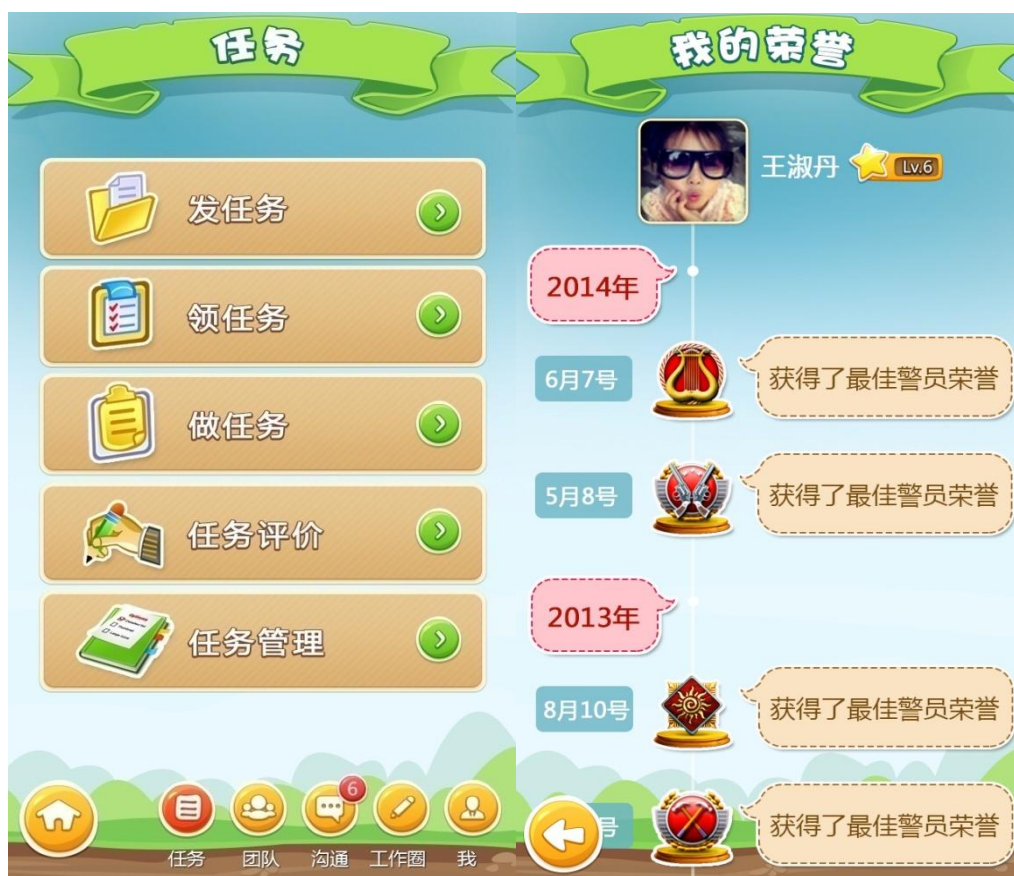 任务
发任务
领任务
做任务
任务评价
任务管理
6
任务
团队
沟通
工作圈
我
我的荣誉
王淑丹
Lv.6
2014年
6月7号
获得了最佳警员荣誉
5月8号
获得了最佳警员荣誉
2013年
8月10号
获得了最佳警员荣誉
号
获得了最佳警员荣誉